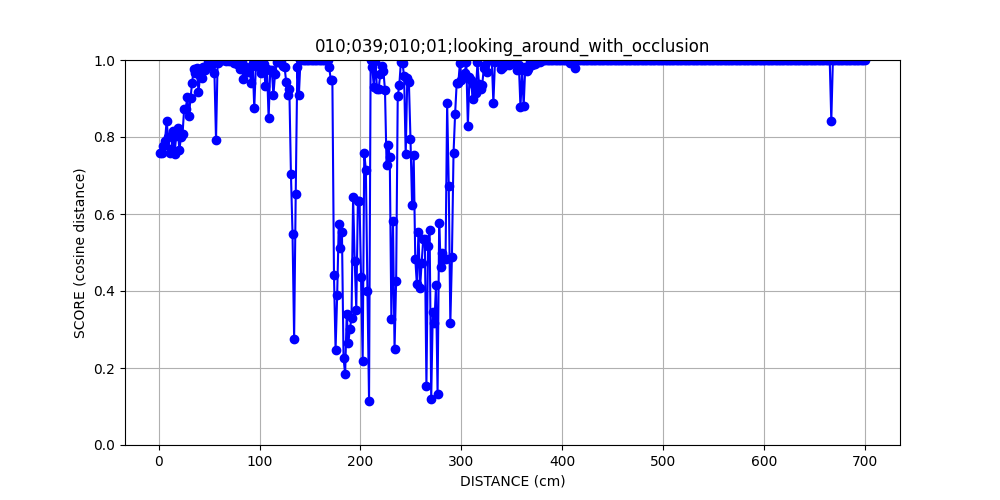 010;039;010;01;looking_around_with_occlusion
1.0
0.8
0.6
0.4
0.2
0.0
SCORE (cosine distance)
0 100 200 300 400 500 600 700
DISTANCE (cm)